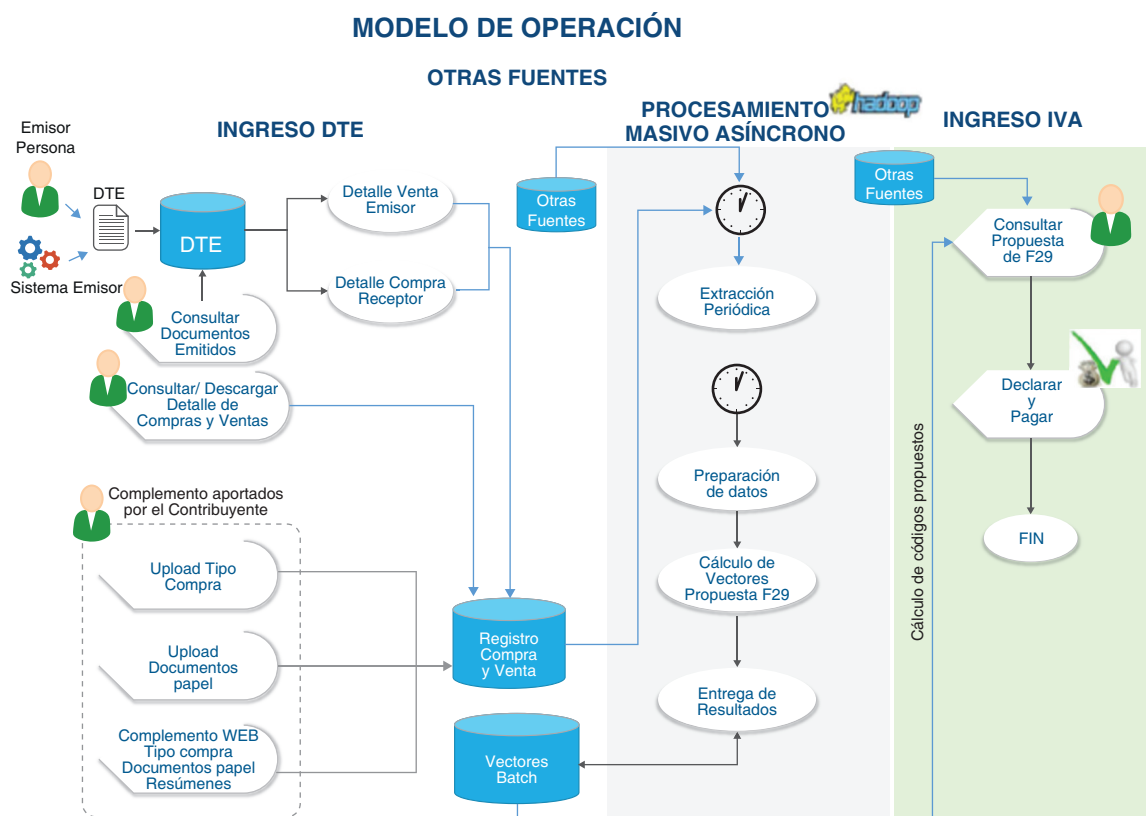 MODELO DE OPERACIÓN
OTRAS FUENTES
INGRESO DTE
PROCESAMIENTO
MASIVO ASÍNCRONO
hadoop
INGRESO IVA
Emisor
Persona
DTE
Sistema Emisor
DTE
Detalle Venta
Emisor
Detalle Compra
Receptor
Consultar
Documentos
Emitidos
Consultar/ Descargar
Detalle de
Compras y Ventas
Complemento aportados
por el Contribuyente
Upload Tipo
Compra
Upload
Documentos
papel
Complemento WEB
Tipo compra
Documentos papel
Resúmenes
Otras
Fuentes
Registro
Compra
y Venta
Vectores
Batch
Extracción
Periódica
Preparación
de datos
Cálculo de
Vectores
Propuesta F29
Entrega de
Resultados
Otras
Fuentes
Consultar
Propuesta
de F29
Declarar
y
Pagar
FIN
Cálculo de códigos propuestos